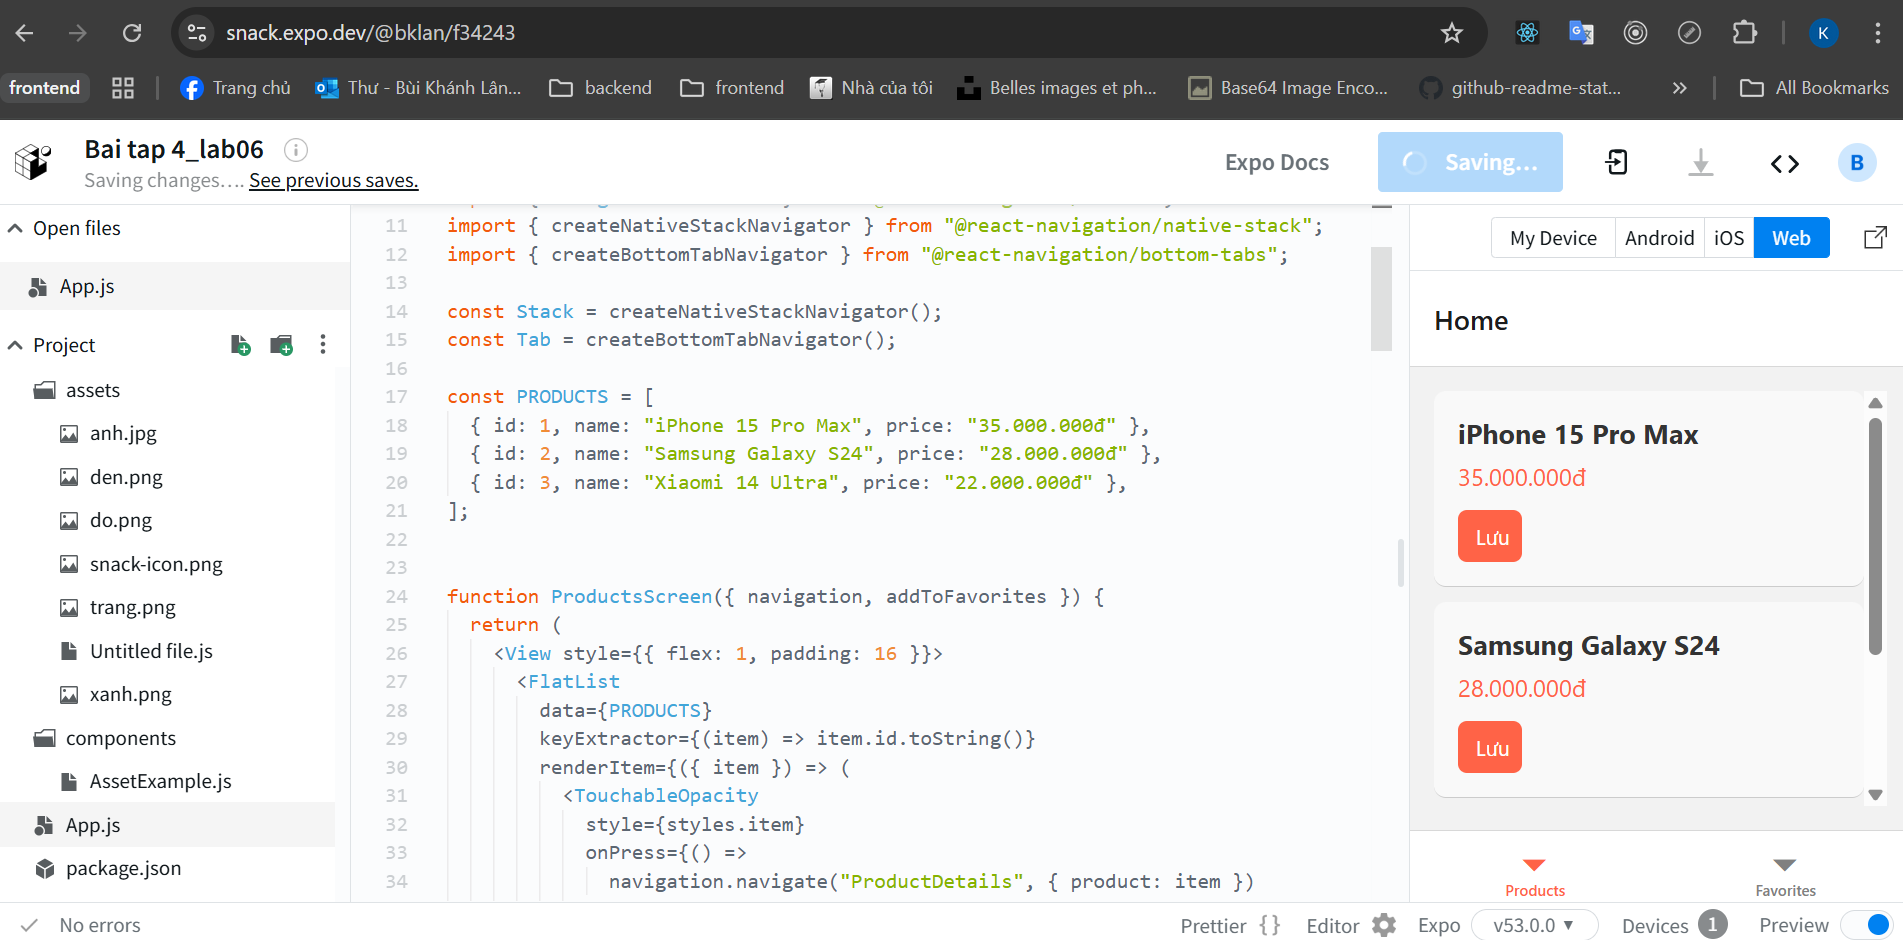 snack.expo.dev/@bklan/f34243
K
frontend
Trang chủ
Thư - Bùi Khánh Lân...
backend
frontend
Nhà của tôi
Belles images et ph...
Base64 Image Enco...
github-readme-stat...
»
All Bookmarks
Bai tap 4_lab06
Saving changes…. See previous saves.
Expo Docs
Saving…
B
Open files
App.js
Project
assets
anh.jpg
den.png
do.png
snack-icon.png
trang.png
Untitled file.js
xanh.png
components
AssetExample.js
App.js
package.json
11 import { createNativeStackNavigator } from "@react-navigation/native-stack";
12 import { createBottomTabNavigator } from "@react-navigation/bottom-tabs";
13
14 const Stack = createNativeStackNavigator();
15 const Tab = createBottomTabNavigator();
16
17 const PRODUCTS = [
18 { id: 1, name: "iPhone 15 Pro Max", price: "35.000.000đ" },
19 { id: 2, name: "Samsung Galaxy S24", price: "28.000.000đ" },
20 { id: 3, name: "Xiaomi 14 Ultra", price: "22.000.000đ" },
21 ];
22
23
24 function ProductsScreen({ navigation, addToFavorites }) {
25 return (
26 <View style={{ flex: 1, padding: 16 }}>
27 <FlatList
28 data={PRODUCTS}
29 keyExtractor={(item) => item.id.toString()}
30 renderItem={({ item }) => (
31 <TouchableOpacity
32 style={styles.item}
33 onPress={() =>
34 navigation.navigate("ProductDetails", { product: item })
My Device
Android
iOS
Web
Home
iPhone 15 Pro Max
35.000.000đ
Lưu
Samsung Galaxy S24
28.000.000đ
Lưu
Products
Favorites
No errors
Prettier { }
Editor
Expo
v53.0.0
Devices 1
Preview